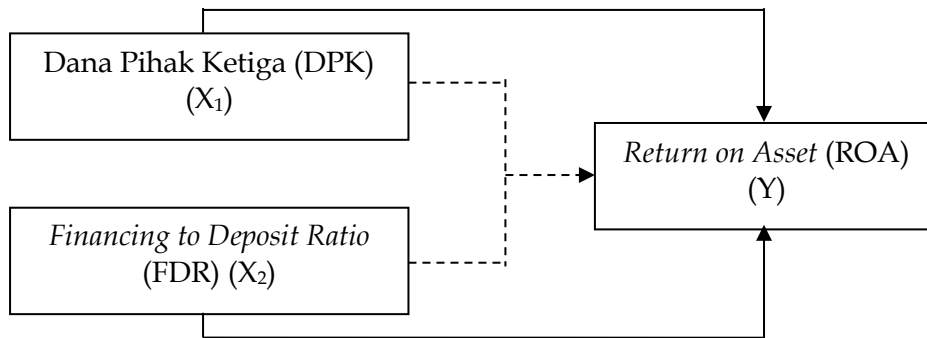 Dana Pihak Ketiga (DPK)
(X₁)
Return on Asset (ROA)
(Y)
Financing to Deposit Ratio
(FDR) (X₂)